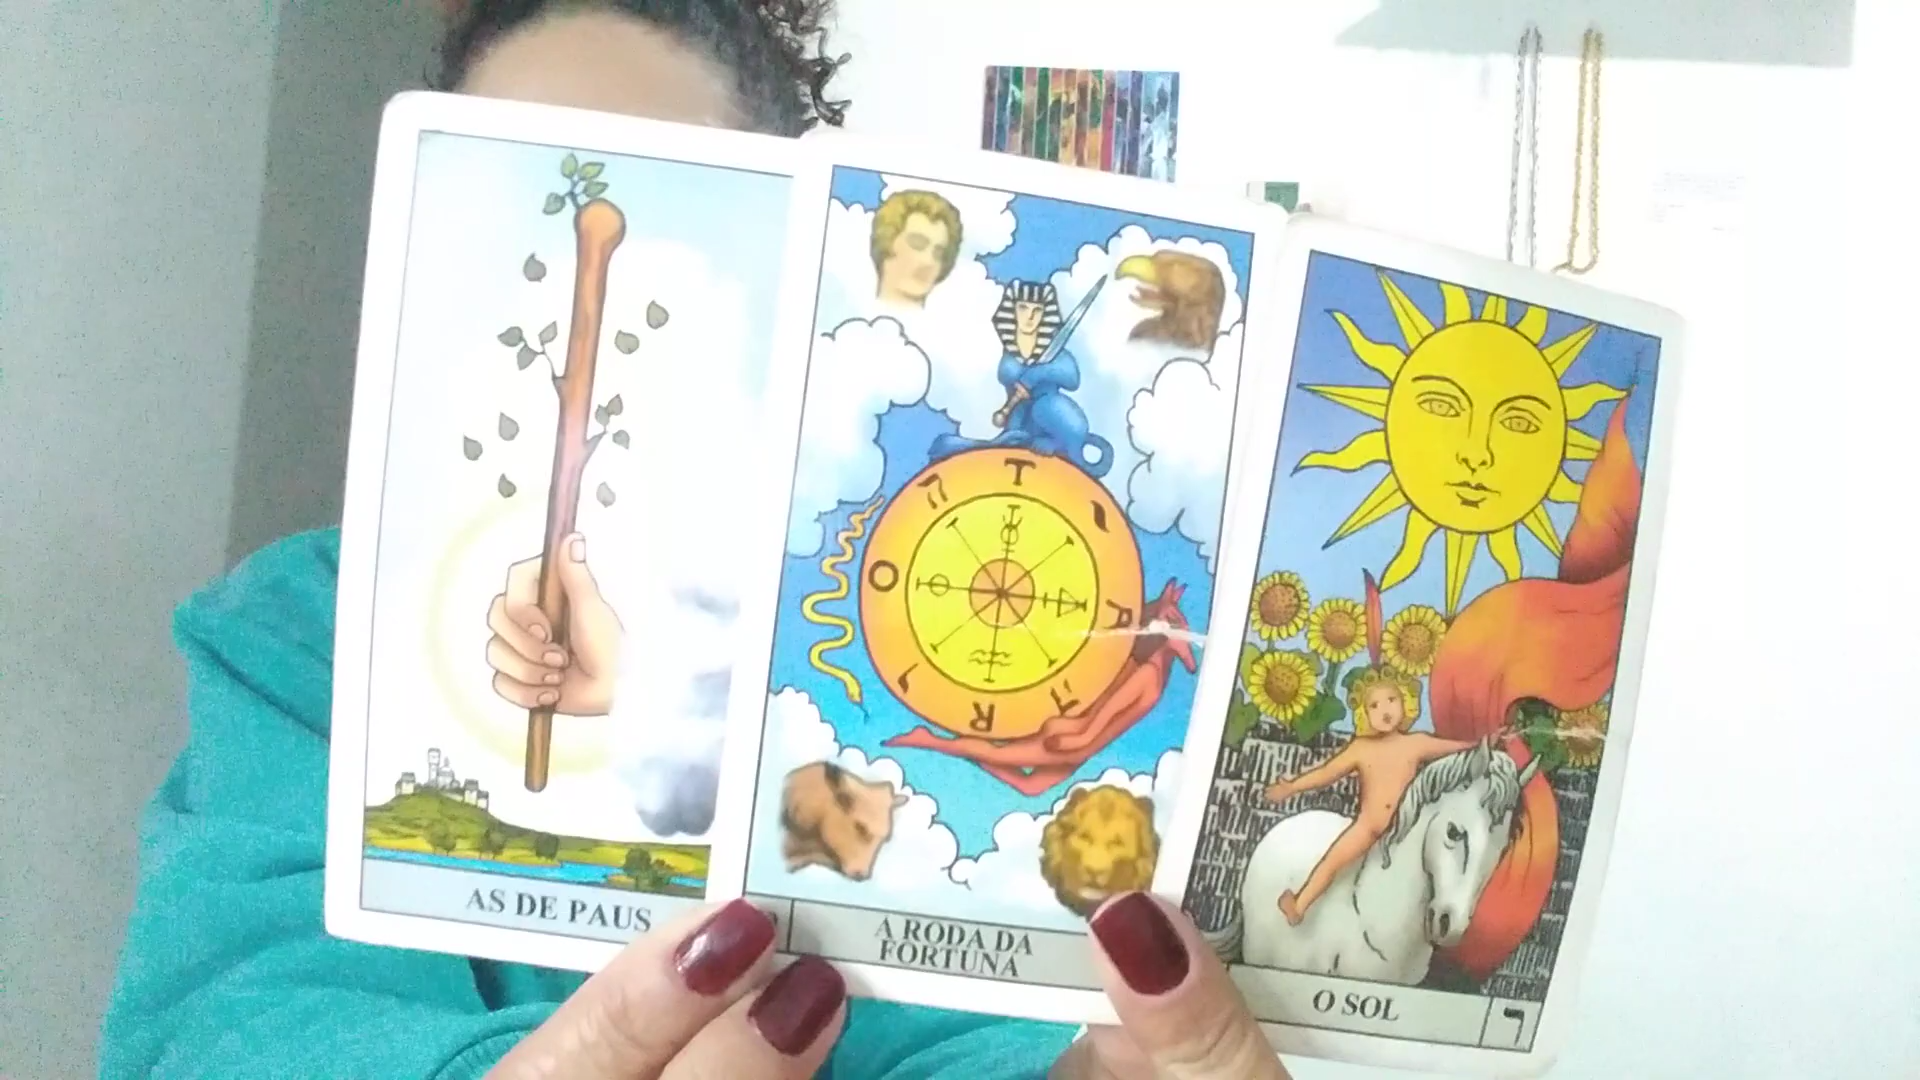 AS DE PAUS
A RODA DA
FORTUNA
O SOL
ר
T
A
R
O